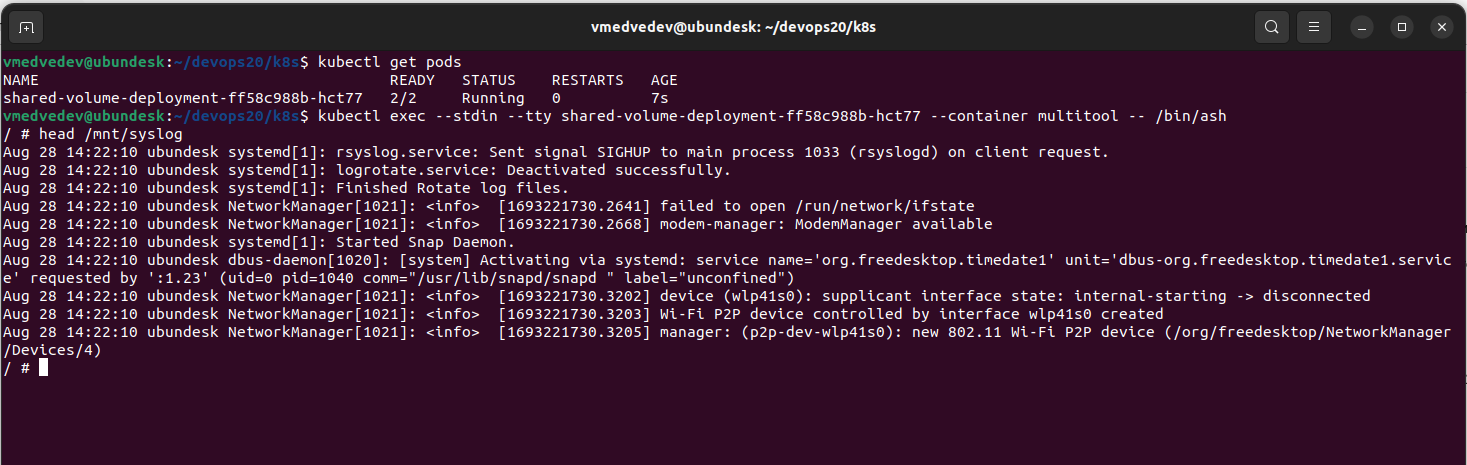 vmedvedev@ubundesk: ~/devops20/k8s
vmedvedev@ubundesk:~/devops20/k8s$ kubectl get pods
NAME                                       READY   STATUS    RESTARTS   AGE
shared-volume-deployment-ff58c988b-hct77   2/2     Running   0          7s
vmedvedev@ubundesk:~/devops20/k8s$ kubectl exec --stdin --tty shared-volume-deployment-ff58c988b-hct77 --container multitool -- /bin/ash
/ # head /mnt/syslog
Aug 28 14:22:10 ubundesk systemd[1]: rsyslog.service: Sent signal SIGHUP to main process 1033 (rsyslogd) on client request.
Aug 28 14:22:10 ubundesk systemd[1]: logrotate.service: Deactivated successfully.
Aug 28 14:22:10 ubundesk systemd[1]: Finished Rotate log files.
Aug 28 14:22:10 ubundesk NetworkManager[1021]: <info>  [1693221730.2641] failed to open /run/network/ifstate
Aug 28 14:22:10 ubundesk NetworkManager[1021]: <info>  [1693221730.2668] modem-manager: ModemManager available
Aug 28 14:22:10 ubundesk systemd[1]: Started Snap Daemon.
Aug 28 14:22:10 ubundesk dbus-daemon[1020]: [system] Activating via systemd: service name='org.freedesktop.timedate1' unit='dbus-org.freedesktop.timedate1.servic
e' requested by ':1.23' (uid=0 pid=1040 comm="/usr/lib/snapd/snapd " label="unconfined")
Aug 28 14:22:10 ubundesk NetworkManager[1021]: <info>  [1693221730.3202] device (wlp41s0): supplicant interface state: internal-starting -> disconnected
Aug 28 14:22:10 ubundesk NetworkManager[1021]: <info>  [1693221730.3203] Wi-Fi P2P device controlled by interface wlp41s0 created
Aug 28 14:22:10 ubundesk NetworkManager[1021]: <info>  [1693221730.3205] manager: (p2p-dev-wlp41s0): new 802.11 Wi-Fi P2P device (/org/freedesktop/NetworkManager
/Devices/4)
/ #